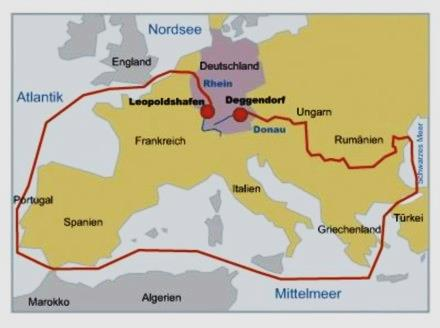 Nordsee
England
Deutschland
Atlantik
Rhein
Leopoldshafen
Deggendorf
Ungarn
Donau
Frankreich
Rumänien
Schwarzes Meer
Italien
Portugal
Spanien
Griechenland
Türkei
Marokko
Algerien
Mittelmeer